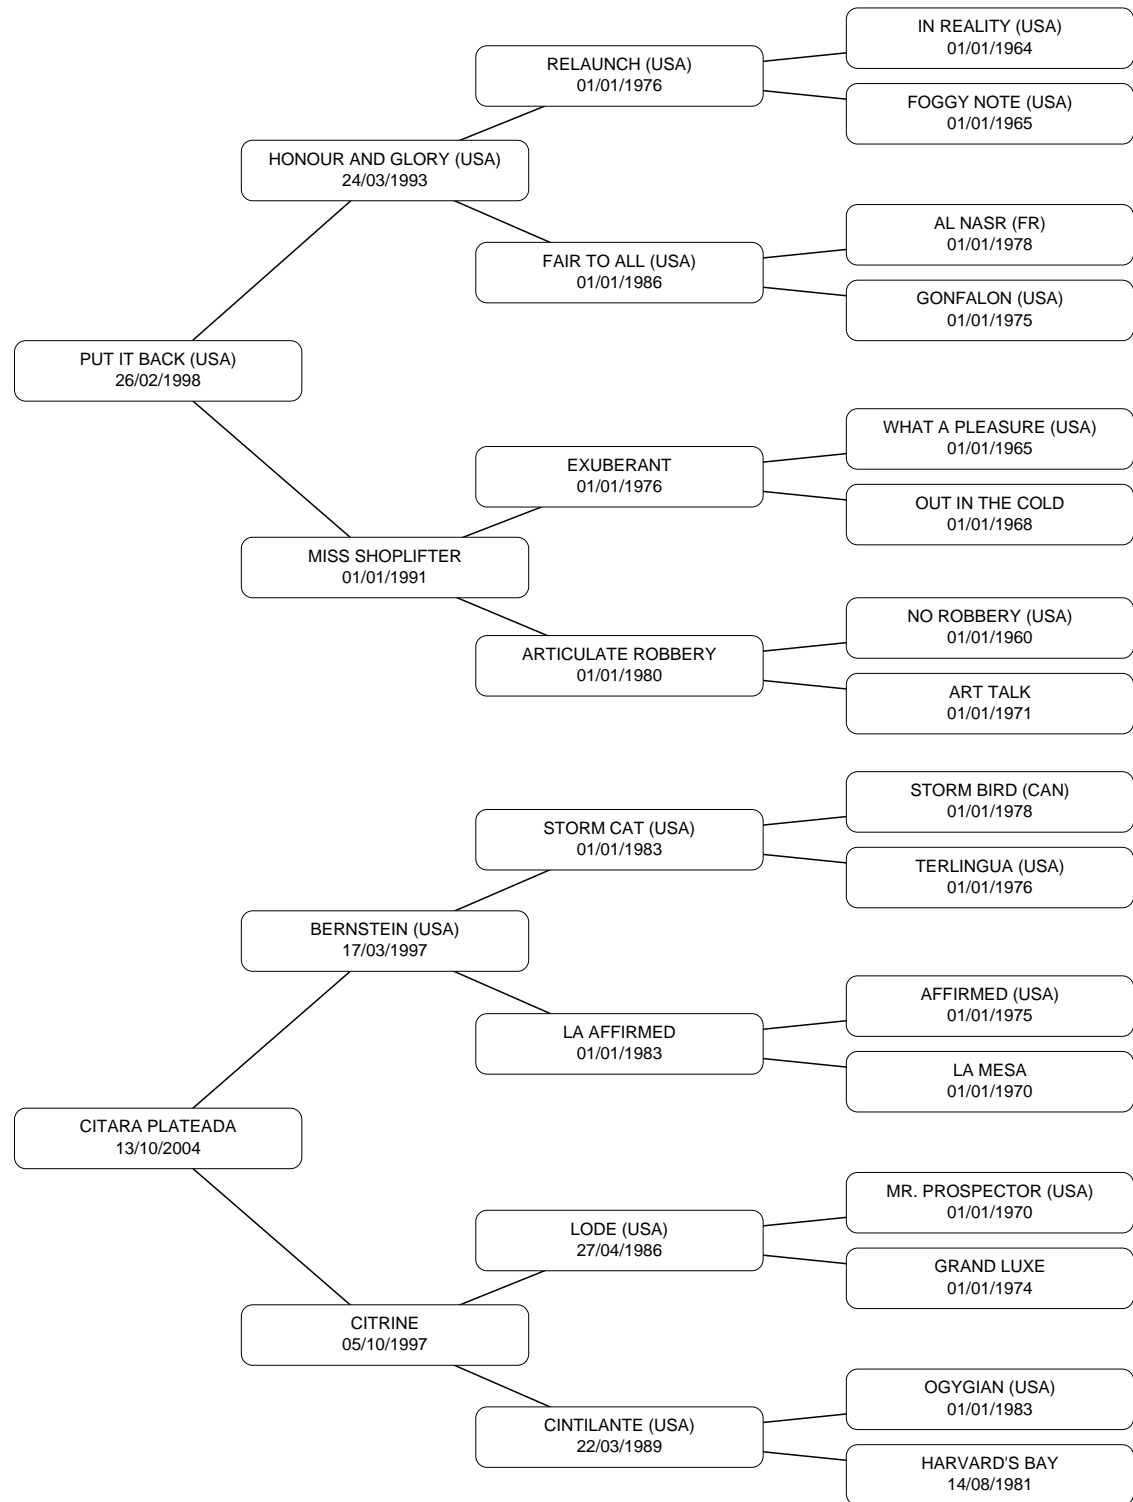 IN REALITY (USA)
01/01/1964
RELAUNCH (USA)
01/01/1976
FOGGY NOTE (USA)
01/01/1965
HONOUR AND GLORY (USA)
24/03/1993
AL NASR (FR)
01/01/1978
FAIR TO ALL (USA)
01/01/1986
GONFALON (USA)
01/01/1975
PUT IT BACK (USA)
26/02/1998
WHAT A PLEASURE (USA)
01/01/1965
EXUBERANT
01/01/1976
OUT IN THE COLD
01/01/1968
MISS SHOPLIFTER
01/01/1991
NO ROBBERY (USA)
01/01/1960
ARTICULATE ROBBERY
01/01/1980
ART TALK
01/01/1971
STORM BIRD (CAN)
01/01/1978
STORM CAT (USA)
01/01/1983
TERLINGUA (USA)
01/01/1976
BERNSTEIN (USA)
17/03/1997
AFFIRMED (USA)
01/01/1975
LA AFFIRMED
01/01/1983
LA MESA
01/01/1970
CITARA PLATEADA
13/10/2004
MR. PROSPECTOR (USA)
01/01/1970
LODE (USA)
27/04/1986
GRAND LUXE
01/01/1974
CITRINE
05/10/1997
OGYGIAN (USA)
01/01/1983
CINTILANTE (USA)
22/03/1989
HARVARD'S BAY
14/08/1981